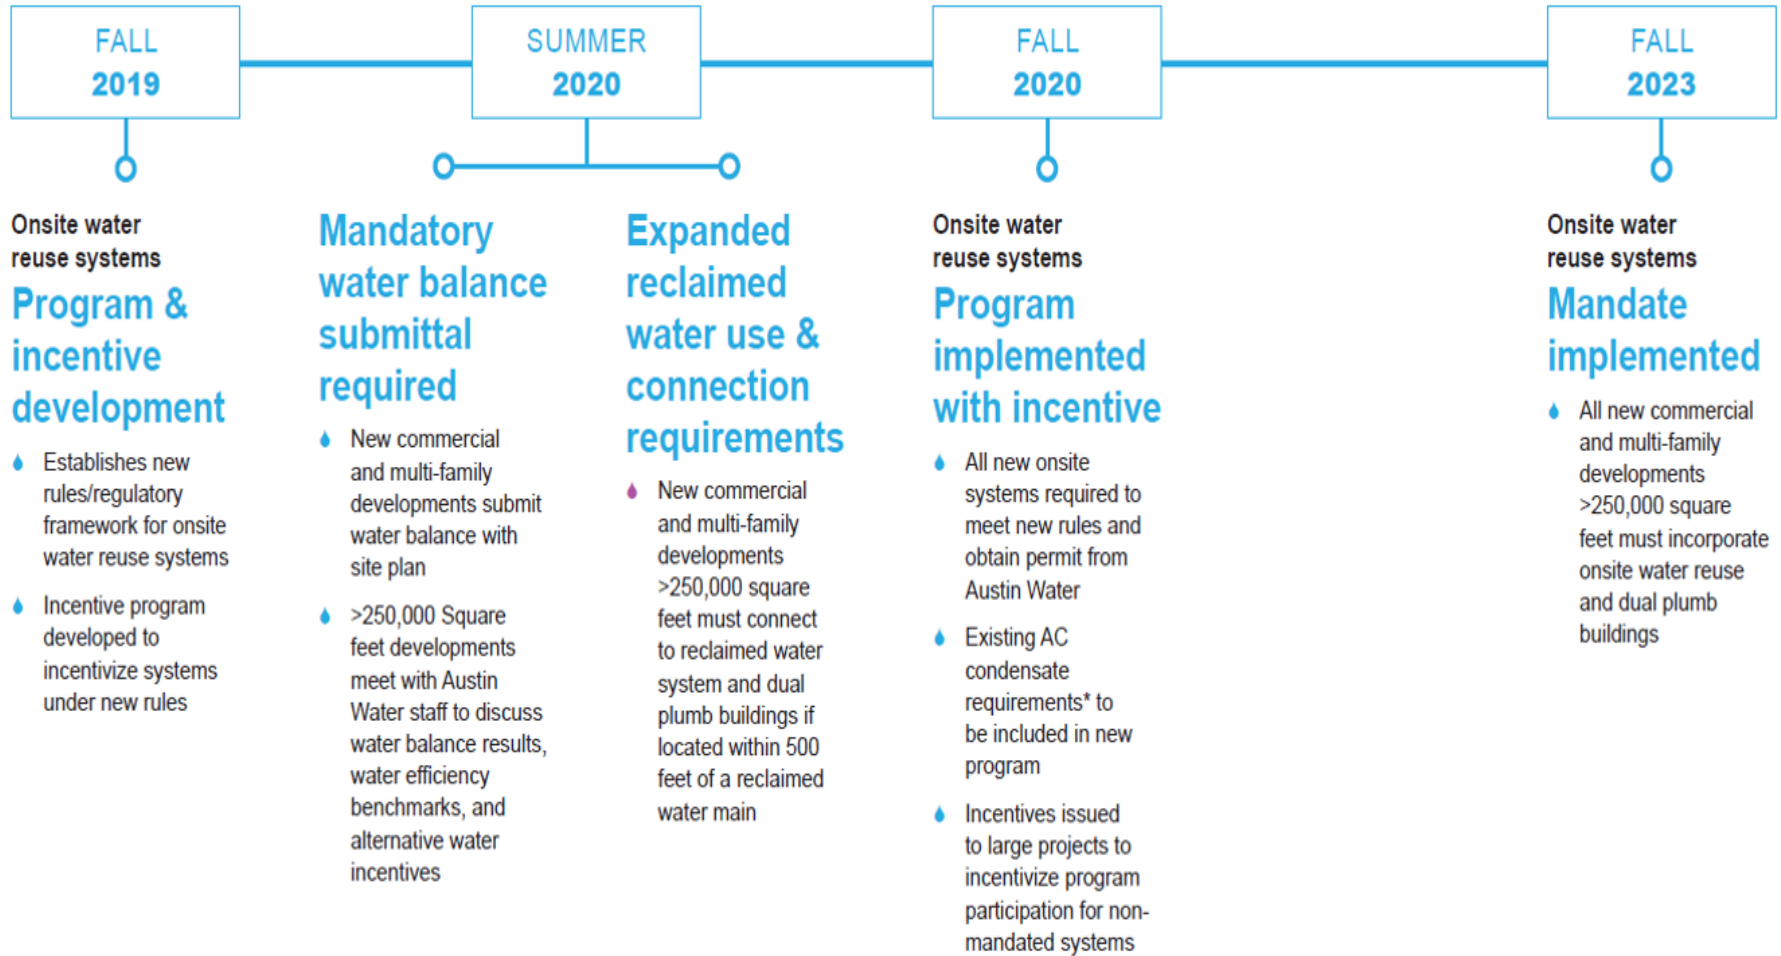 FALL
2019
SUMMER
2020
FALL
2020
FALL
2023
Onsite water
reuse systems
Program &
incentive
development
Establishes new
rules/regulatory
framework for onsite
water reuse systems
Incentive program
developed to
incentivize systems
under new rules
Mandatory
water balance
submittal
required
New commercial
and multi-family
developments submit
water balance with
site plan
>250,000 Square
feet developments
meet with Austin
Water staff to discuss
water balance results,
water efficiency
benchmarks, and
alternative water
incentives
Expanded
reclaimed
water use &
connection
requirements
New commercial
and multi-family
developments
>250,000 square
feet must connect
to reclaimed water
system and dual
plumb buildings if
located within 500
feet of a reclaimed
water main
Onsite water
reuse systems
Program
implemented
with incentive
All new onsite
systems required to
meet new rules and
obtain permit from
Austin Water
Existing AC
condensate
requirements* to
be included in new
program
Incentives issued
to large projects to
incentivize program
participation for non-
mandated systems
Onsite water
reuse systems
Mandate
implemented
All new commercial
and multi-family
developments
>250,000 square
feet must incorporate
onsite water reuse
and dual plumb
buildings